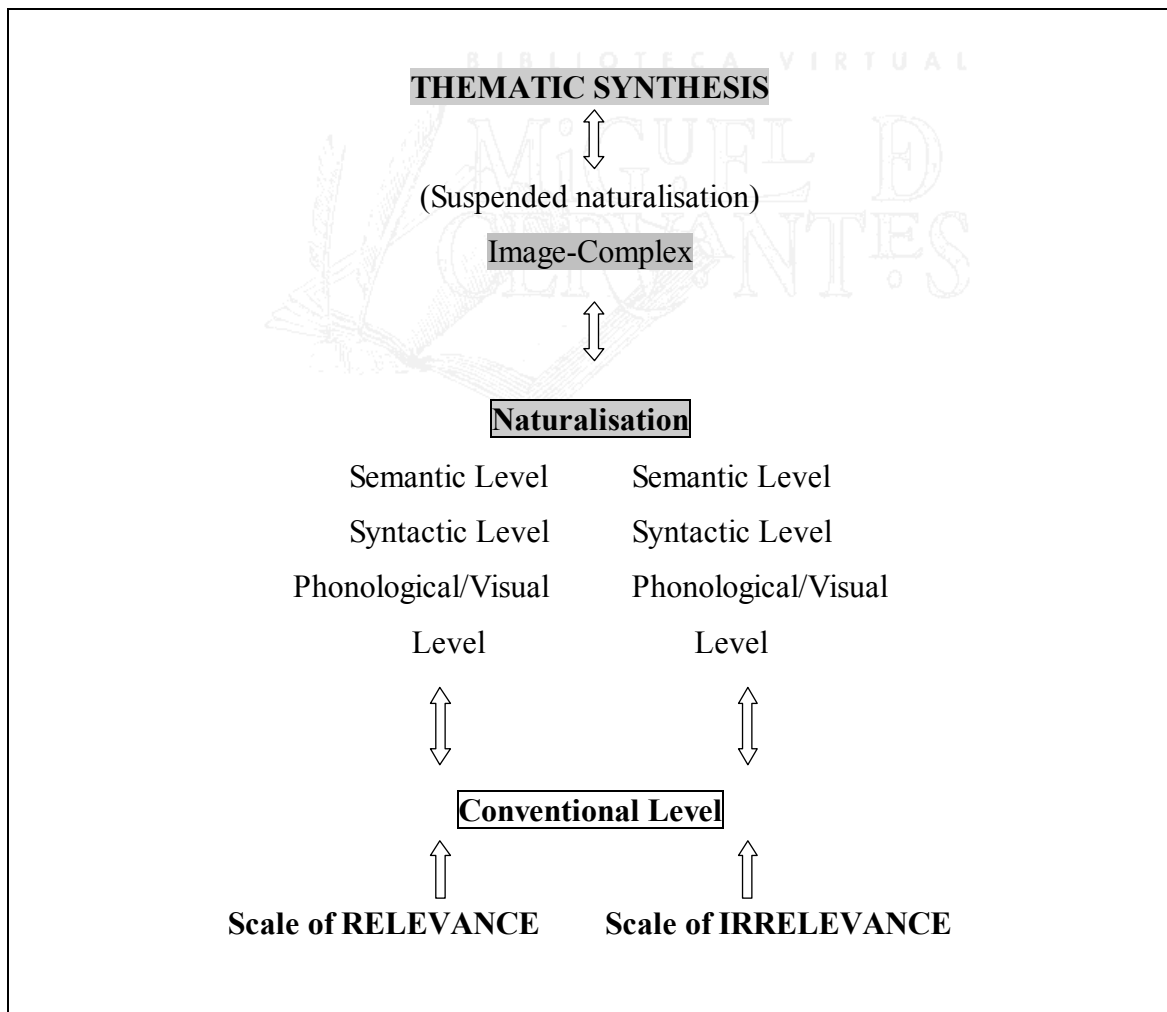 BIBLIOTECA VIRTUAL
THEMATIC SYNTHESIS
MIGUEL DE
CERVANTES
(Suspended naturalisation)
Image-Complex
Naturalisation
Semantic Level Semantic Level
Syntactic Level Syntactic Level
Phonological/Visual Phonological/Visual
Level Level
Conventional Level
Scale of RELEVANCE Scale of IRRELEVANCE